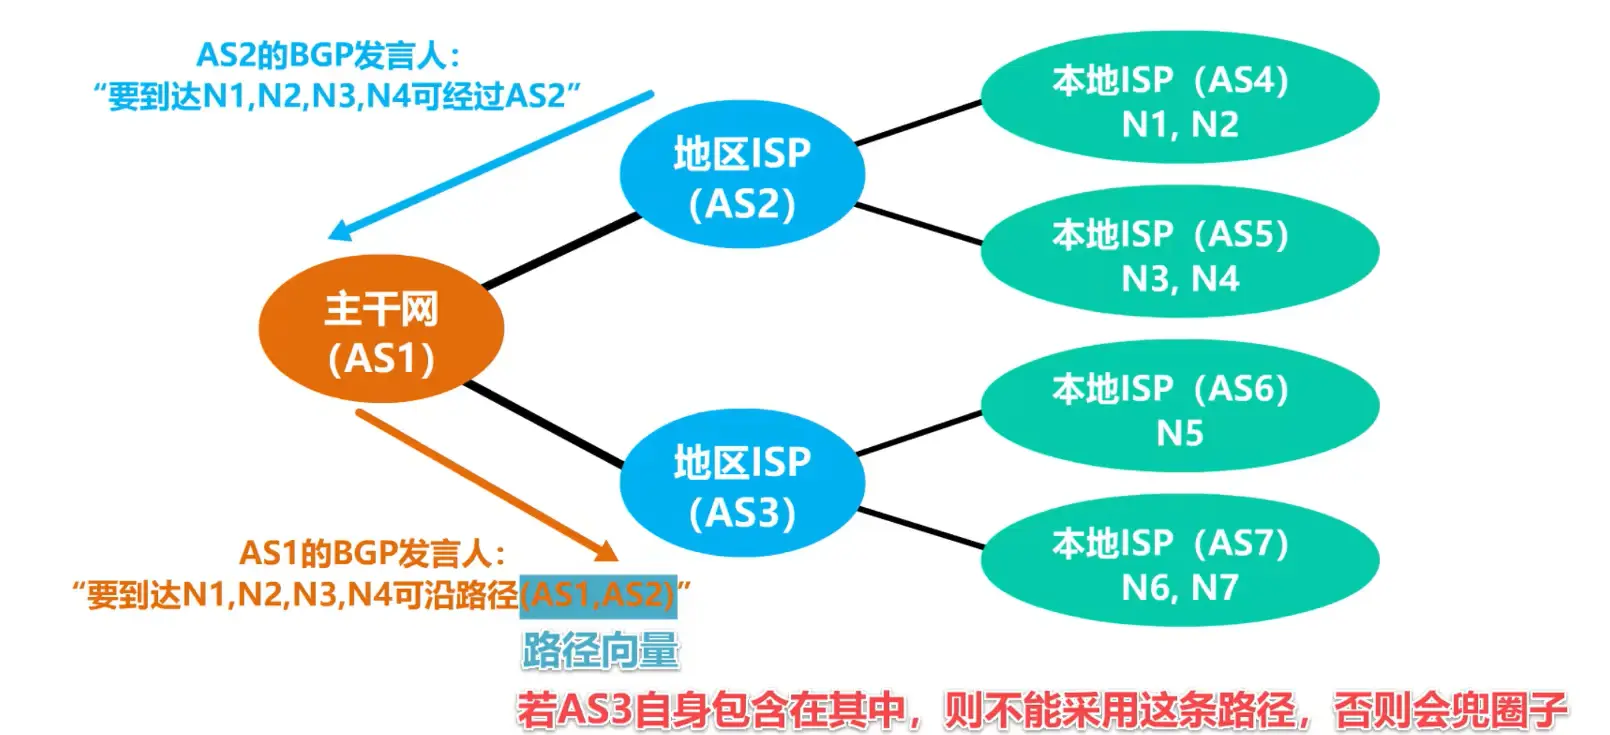 AS2的BGP发言人：
“要到达N1,N2,N3,N4可经过AS2”
本地ISP（AS4）
N1, N2
地区ISP
（AS2）
本地ISP（AS5）
N3, N4
主干网
（AS1）
本地ISP（AS6）
N5
地区ISP
（AS3）
本地ISP（AS7）
N6, N7
AS1的BGP发言人：
“要到达N1,N2,N3,N4可沿路径(AS1,AS2)”
路径向量
若AS3自身包含在其中，则不能采用这条路径，否则会兜圈子